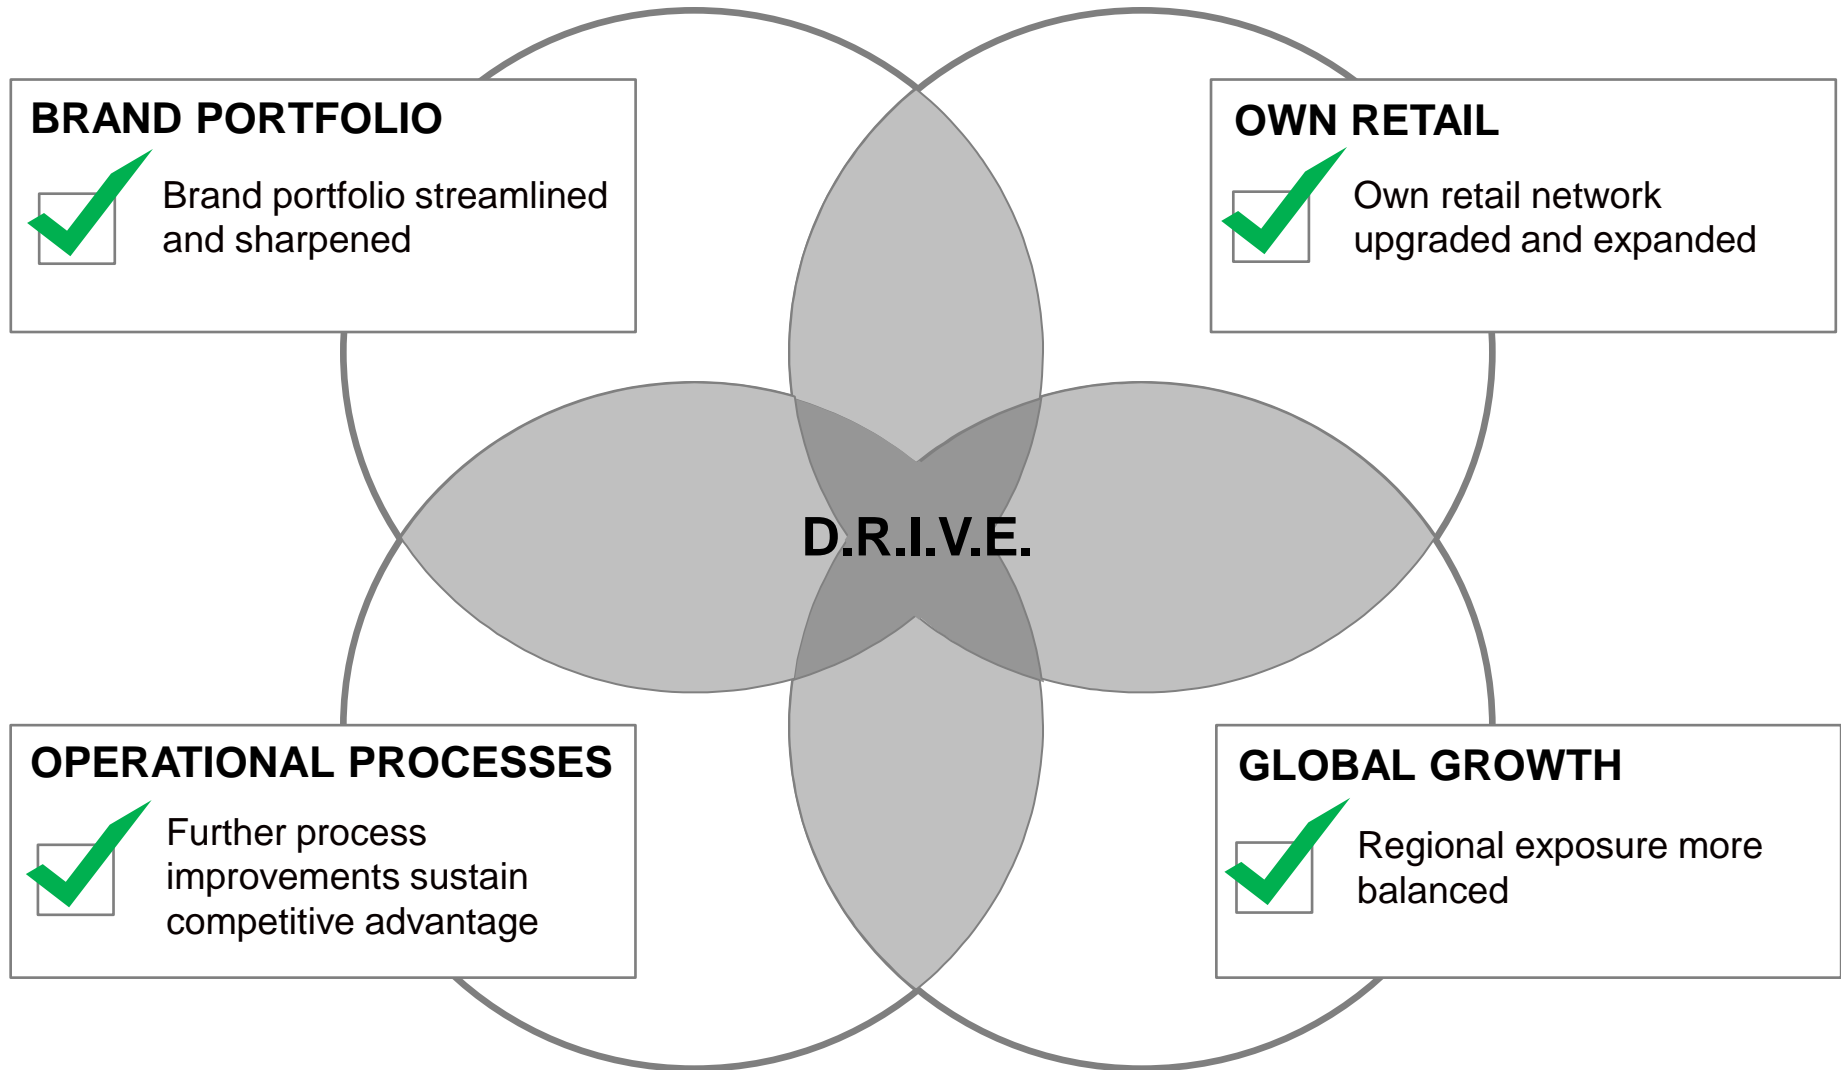 BRAND PORTFOLIO
Brand portfolio streamlined
and sharpened
OWN RETAIL
Own retail network
upgraded and expanded
D.R.I.V.E.
OPERATIONAL PROCESSES
Further process
improvements sustain
competitive advantage
GLOBAL GROWTH
Regional exposure more
balanced